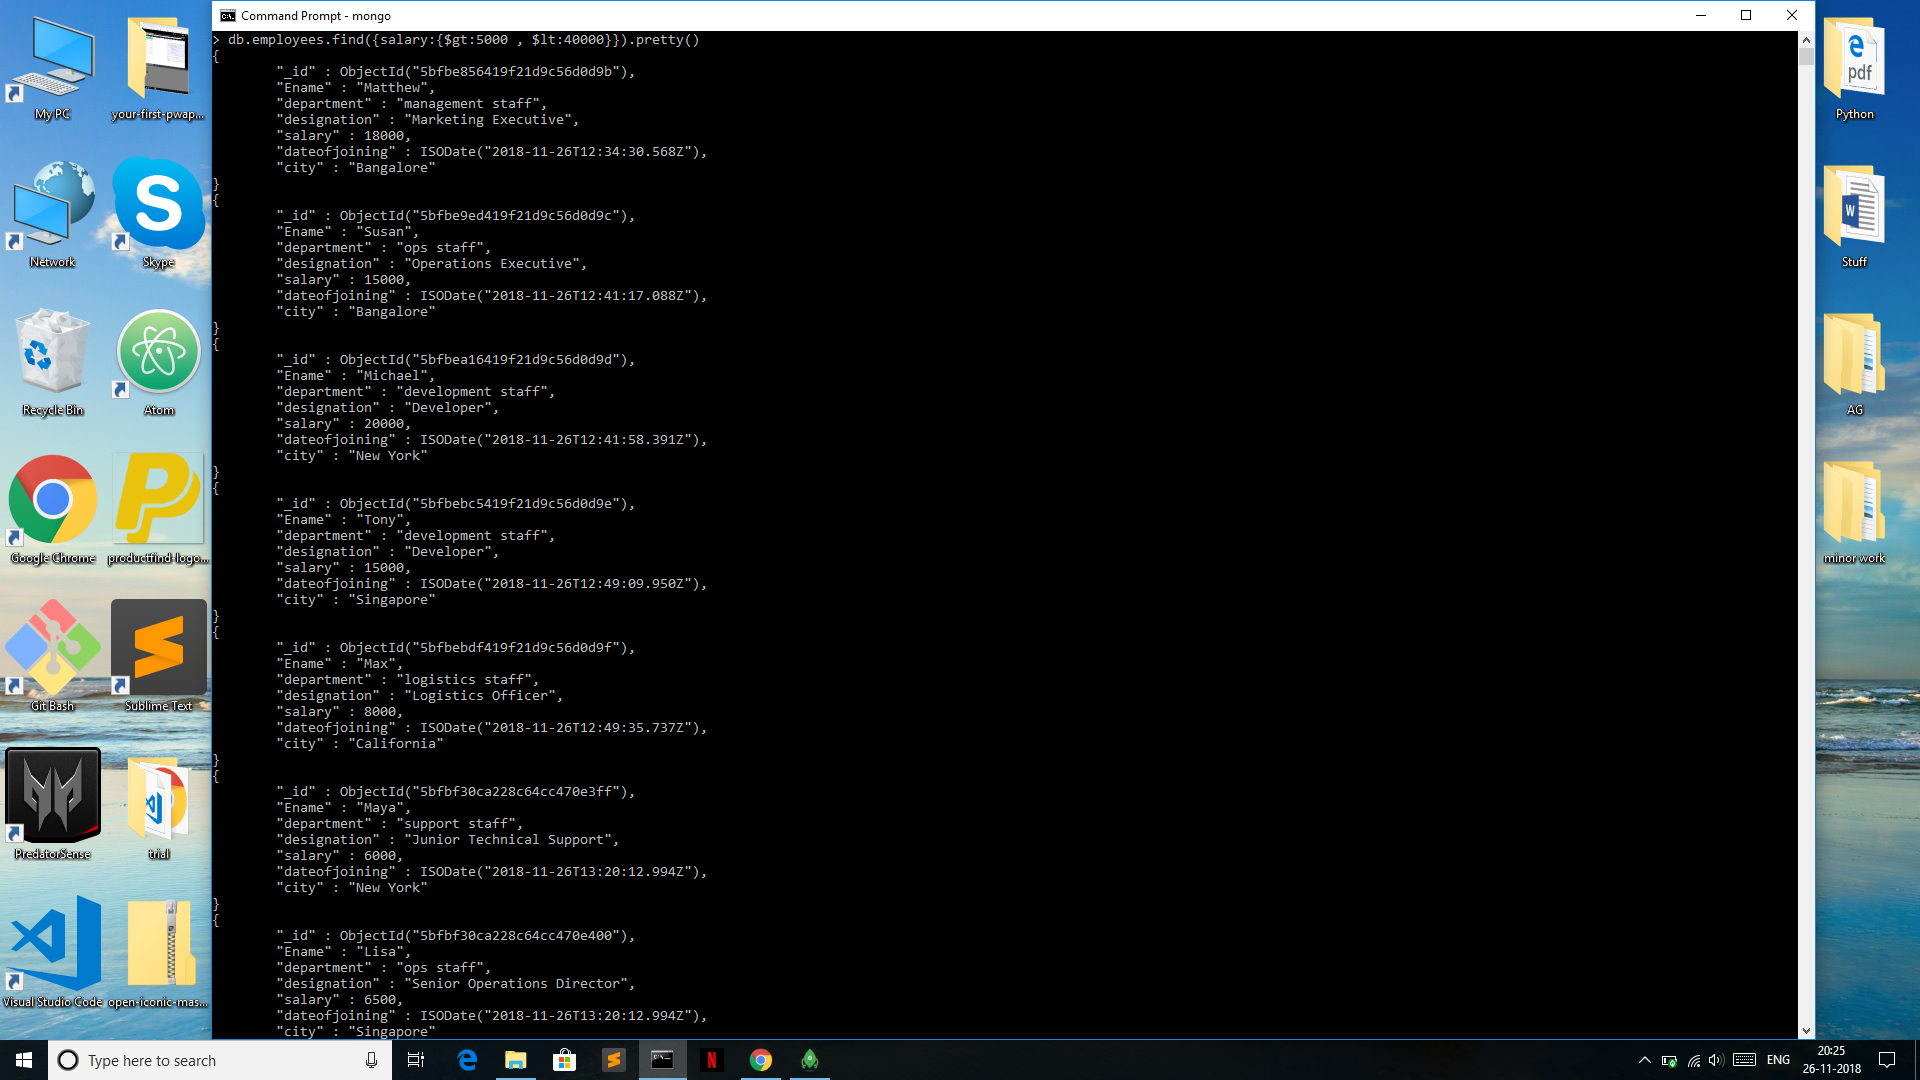 Command Prompt - mongo
> db.employees.find({salary:{$gt:5000 , $lt:40000}}).pretty()
{
"_id" : ObjectId("5bfbe856419f21d9c56d0d9b"),
"Ename" : "Matthew",
"department" : "management staff",
"designation" : "Marketing Executive",
"salary" : 18000,
"dateofjoining" : ISODate("2018-11-26T12:34:30.568Z"),
"city" : "Bangalore"
}
{
"_id" : ObjectId("5bfbe9ed419f21d9c56d0d9c"),
"Ename" : "Susan",
"department" : "ops staff",
"designation" : "Operations Executive",
"salary" : 15000,
"dateofjoining" : ISODate("2018-11-26T12:41:17.088Z"),
"city" : "Bangalore"
}
{
"_id" : ObjectId("5bfbea16419f21d9c56d0d9d"),
"Ename" : "Michael",
"department" : "development staff",
"designation" : "Developer",
"salary" : 20000,
"dateofjoining" : ISODate("2018-11-26T12:41:58.391Z"),
"city" : "New York"
}
{
"_id" : ObjectId("5bfbebc5419f21d9c56d0d9e"),
"Ename" : "Tony",
"department" : "development staff",
"designation" : "Developer",
"salary" : 15000,
"dateofjoining" : ISODate("2018-11-26T12:49:09.950Z"),
"city" : "Singapore"
}
{
"_id" : ObjectId("5bfbebdf419f21d9c56d0d9f"),
"Ename" : "Max",
"department" : "logistics staff",
"designation" : "Logistics Officer",
"salary" : 8000,
"dateofjoining" : ISODate("2018-11-26T12:49:35.737Z"),
"city" : "California"
}
{
"_id" : ObjectId("5bfbf30ca228c64cc470e3ff"),
"Ename" : "Maya",
"department" : "support staff",
"designation" : "Junior Technical Support",
"salary" : 6000,
"dateofjoining" : ISODate("2018-11-26T13:20:12.994Z"),
"city" : "New York"
}
{
"_id" : ObjectId("5bfbf30ca228c64cc470e400"),
"Ename" : "Lisa",
"department" : "ops staff",
"designation" : "Senior Operations Director",
"salary" : 6500,
"dateofjoining" : ISODate("2018-11-26T13:20:12.994Z"),
"city" : "Singapore"
My PC
your-first-pwap...
Network
Skype
Recycle Bin
Atom
Google Chrome
productfind-logo...
Git Bash
Sublime Text
PredatorSense
trial
Visual Studio Code
open-iconic-mas...
pdf
Python
Stuff
AG
minor work
Type here to search
ENG
20:25
26-11-2018